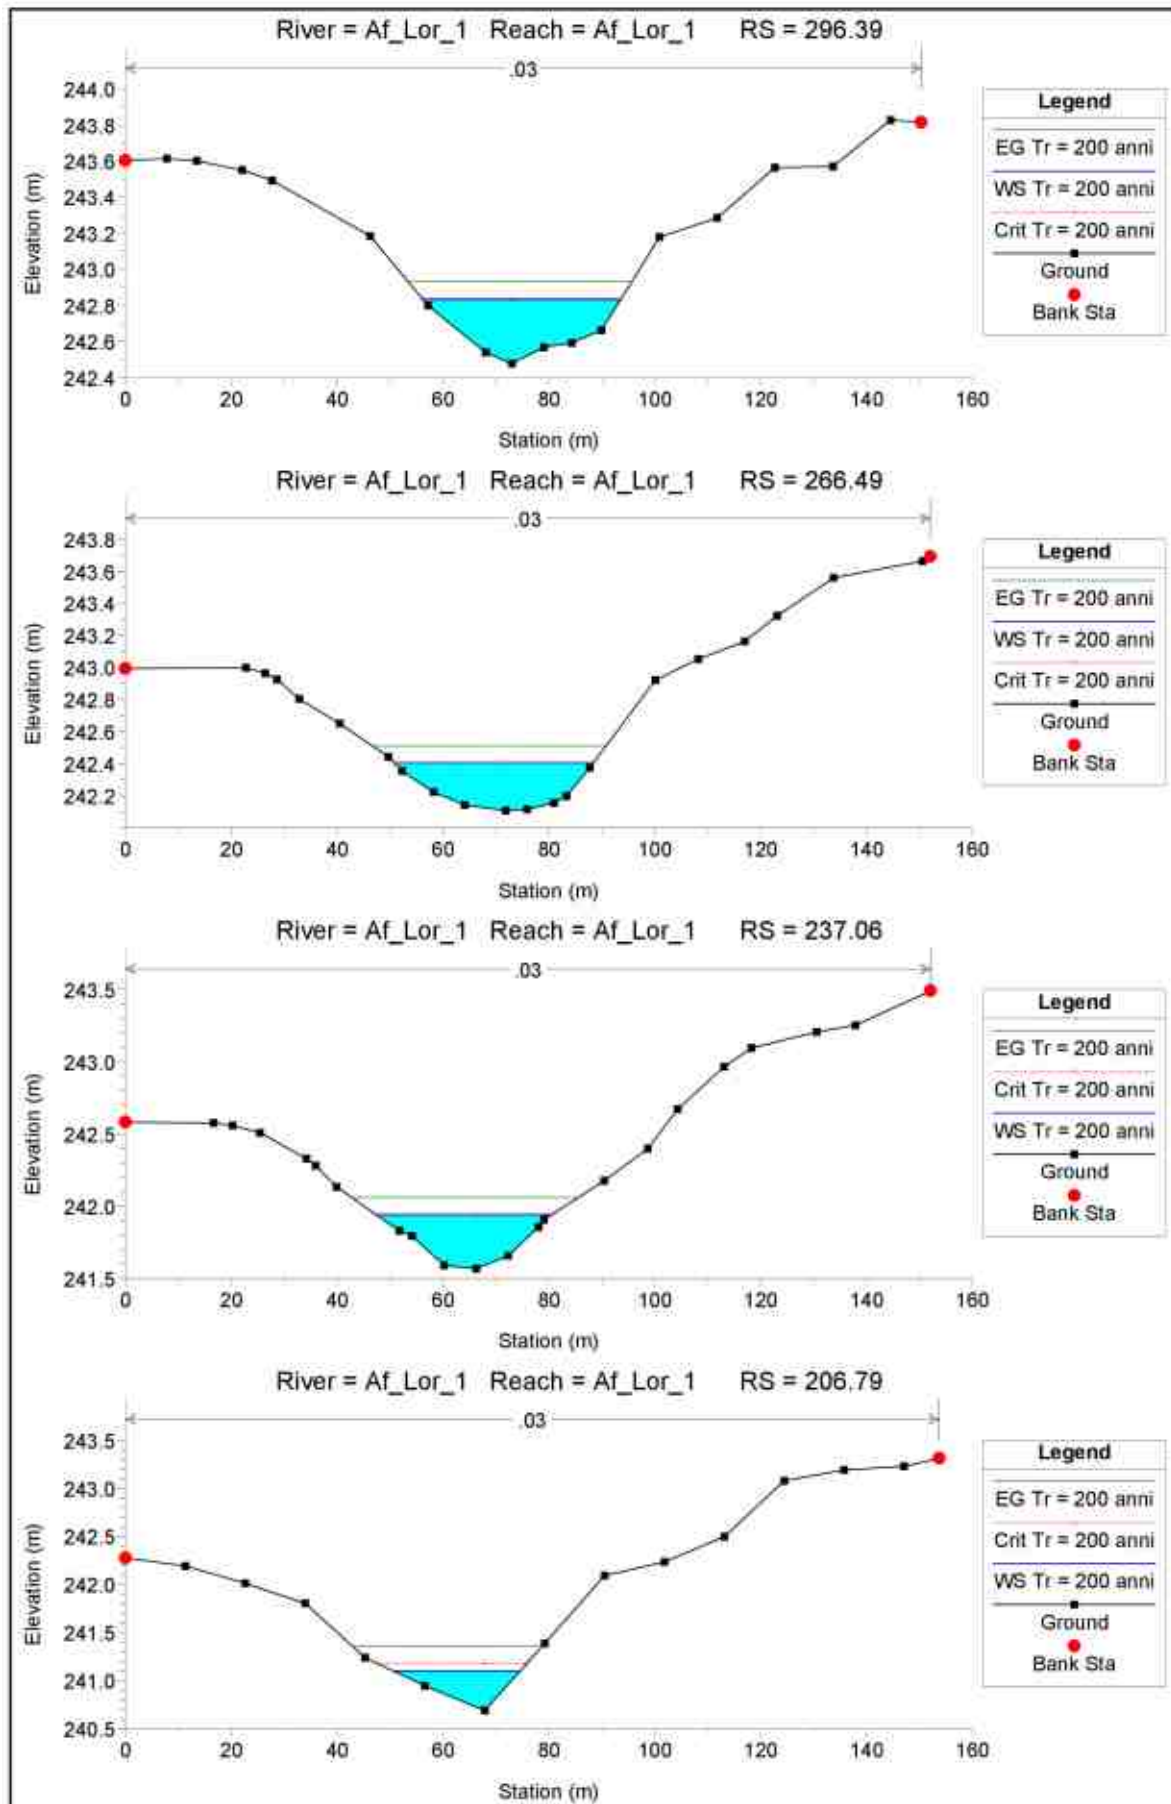 River = Af_Lor_1 Reach = Af_Lor_1 RS = 296.39
.03
244.0
243.8
243.6
243.4
243.2
243.0
242.8
242.6
242.4
Elevation (m)
0 20 40 60 80 100 120 140 160
Station (m)
Legend
EG Tr = 200 anni
WS Tr = 200 anni
Crit Tr = 200 anni
Ground
Bank Sta
River = Af_Lor_1 Reach = Af_Lor_1 RS = 266.49
.03
243.8
243.6
243.4
243.2
243.0
242.8
242.6
242.4
242.2
Elevation (m)
0 20 40 60 80 100 120 140 160
Station (m)
Legend
EG Tr = 200 anni
WS Tr = 200 anni
Crit Tr = 200 anni
Ground
Bank Sta
River = Af_Lor_1 Reach = Af_Lor_1 RS = 237.06
.03
243.5
243.0
242.5
242.0
241.5
Elevation (m)
0 20 40 60 80 100 120 140 160
Station (m)
Legend
EG Tr = 200 anni
Crit Tr = 200 anni
WS Tr = 200 anni
Ground
Bank Sta
River = Af_Lor_1 Reach = Af_Lor_1 RS = 206.79
.03
243.5
243.0
242.5
242.0
241.5
241.0
240.5
Elevation (m)
0 20 40 60 80 100 120 140 160
Station (m)
Legend
EG Tr = 200 anni
Crit Tr = 200 anni
WS Tr = 200 anni
Ground
Bank Sta